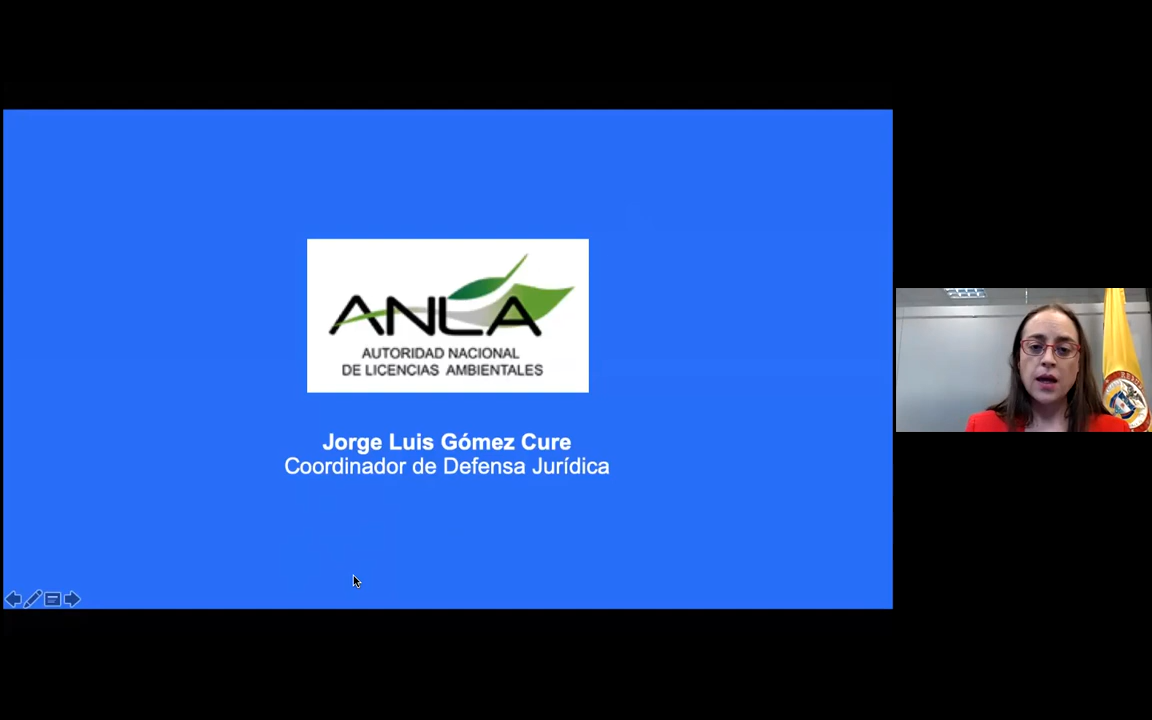 ANLA
AUTORIDAD NACIONAL
DE LICENCIAS AMBIENTALES
Jorge Luis Gómez Cure
Coordinador de Defensa Jurídica